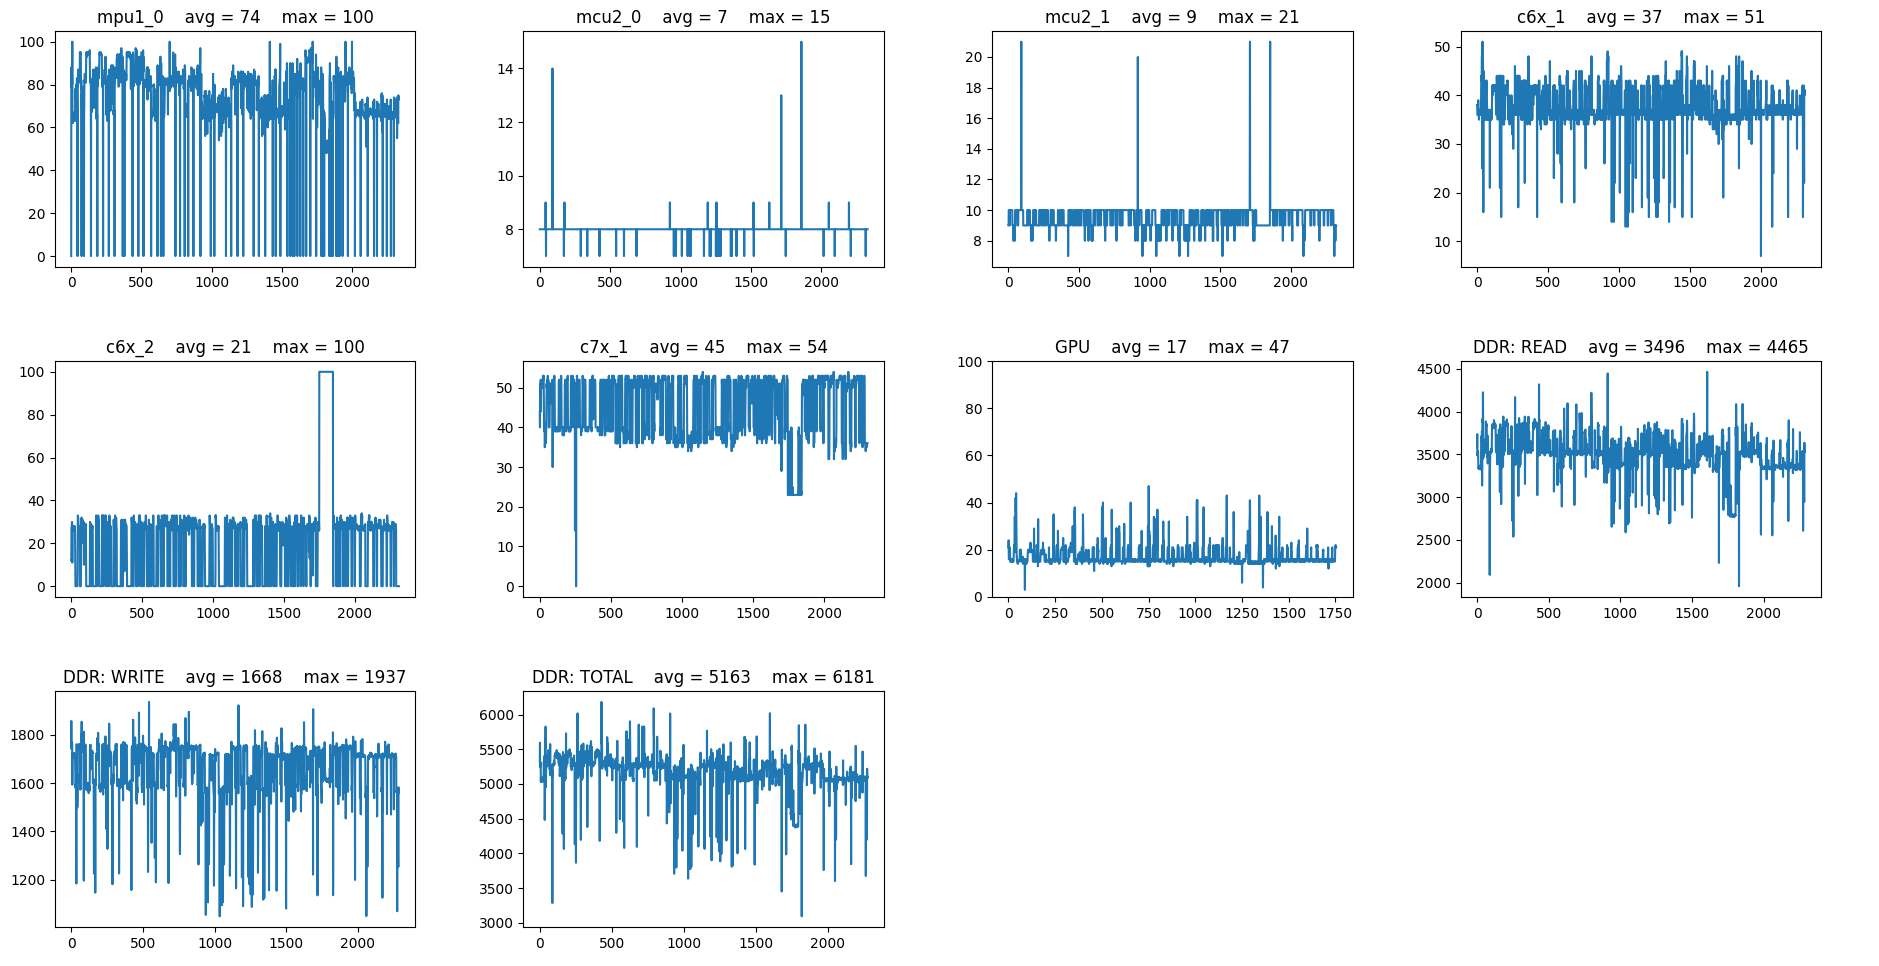 mpu1_0 avg = 74 max = 100
100
80
60
40
20
0
0 500 1000 1500 2000
mcu2_0 avg = 7 max = 15
14
12
10
8
0 500 1000 1500 2000
mcu2_1 avg = 9 max = 21
20
18
16
14
12
10
8
0 500 1000 1500 2000
c6x_1 avg = 37 max = 51
50
40
30
20
10
0 500 1000 1500 2000
c6x_2 avg = 21 max = 100
100
80
60
40
20
0
0 500 1000 1500 2000
c7x_1 avg = 45 max = 54
50
40
30
20
10
0
0 500 1000 1500 2000
GPU avg = 17 max = 47
100
80
60
40
20
0
0 250 500 750 1000 1250 1500 1750
DDR: READ avg = 3496 max = 4465
4500
4000
3500
3000
2500
2000
0 500 1000 1500 2000
DDR: WRITE avg = 1668 max = 1937
1800
1600
1400
1200
0 500 1000 1500 2000
DDR: TOTAL avg = 5163 max = 6181
6000
5500
5000
4500
4000
3500
3000
0 500 1000 1500 2000